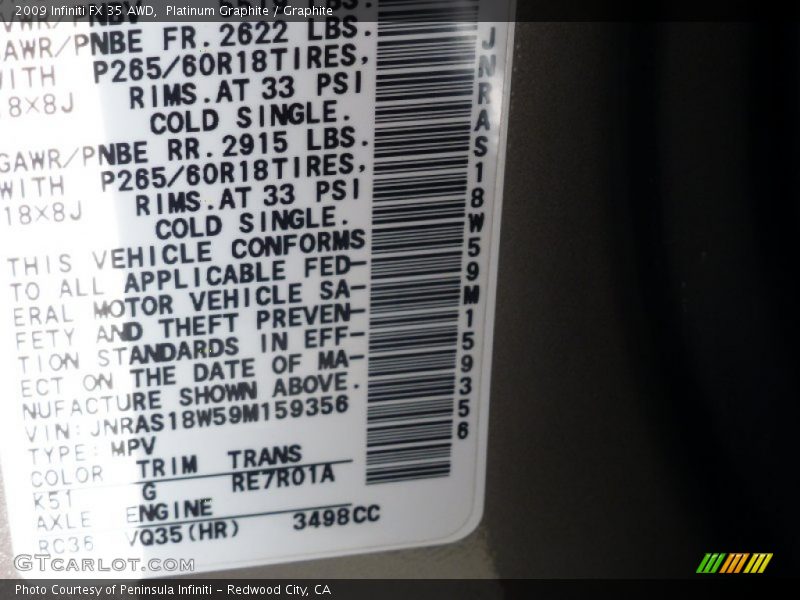 2009 Infiniti FX 35 AWD, Platinum Graphite / Graphite
GAWR/PNBE FR. 2622 LBS.
WITH P265/60R18TIRES,
18×8J RIMS.AT 33 PSI
COLD SINGLE.
GAWR/PNBE RR. 2915 LBS.
WITH P265/60R18TIRES,
18×8J RIMS.AT 33 PSI
COLD SINGLE.
THIS VEHICLE CONFORMS
TO ALL APPLICABLE FED-
ERAL MOTOR VEHICLE SA-
FETY AND THEFT PREVEN-
TION STANDARDS IN EFF-
ECT ON THE DATE OF MA-
NUFACTURE SHOWN ABOVE.
VIN:JNRAS18W59M159356
TYPE:MPV
COLOR TRIM TRANS
K51 G RE7R01A
AXLE ENGINE
RC36 VQ35(HR) 3498CC
JNRAS18W59M159356
GTCARLOT.COM
Photo Courtesy of Peninsula Infiniti - Redwood City, CA